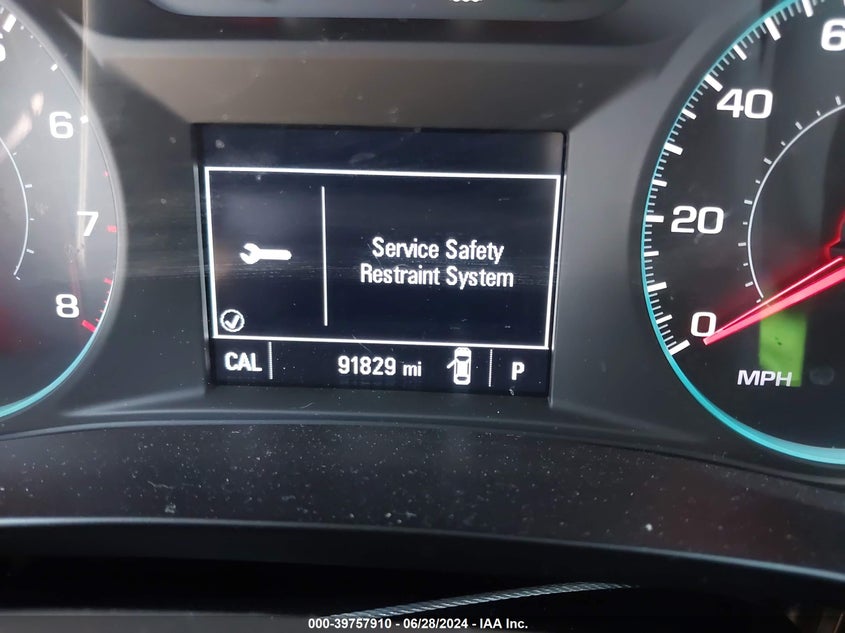 6
7
8
Service Safety
Restraint System
CAL
91829 mi
P
40
20
0
MPH
000-39757910 - 06/28/2024 - IAA Inc.